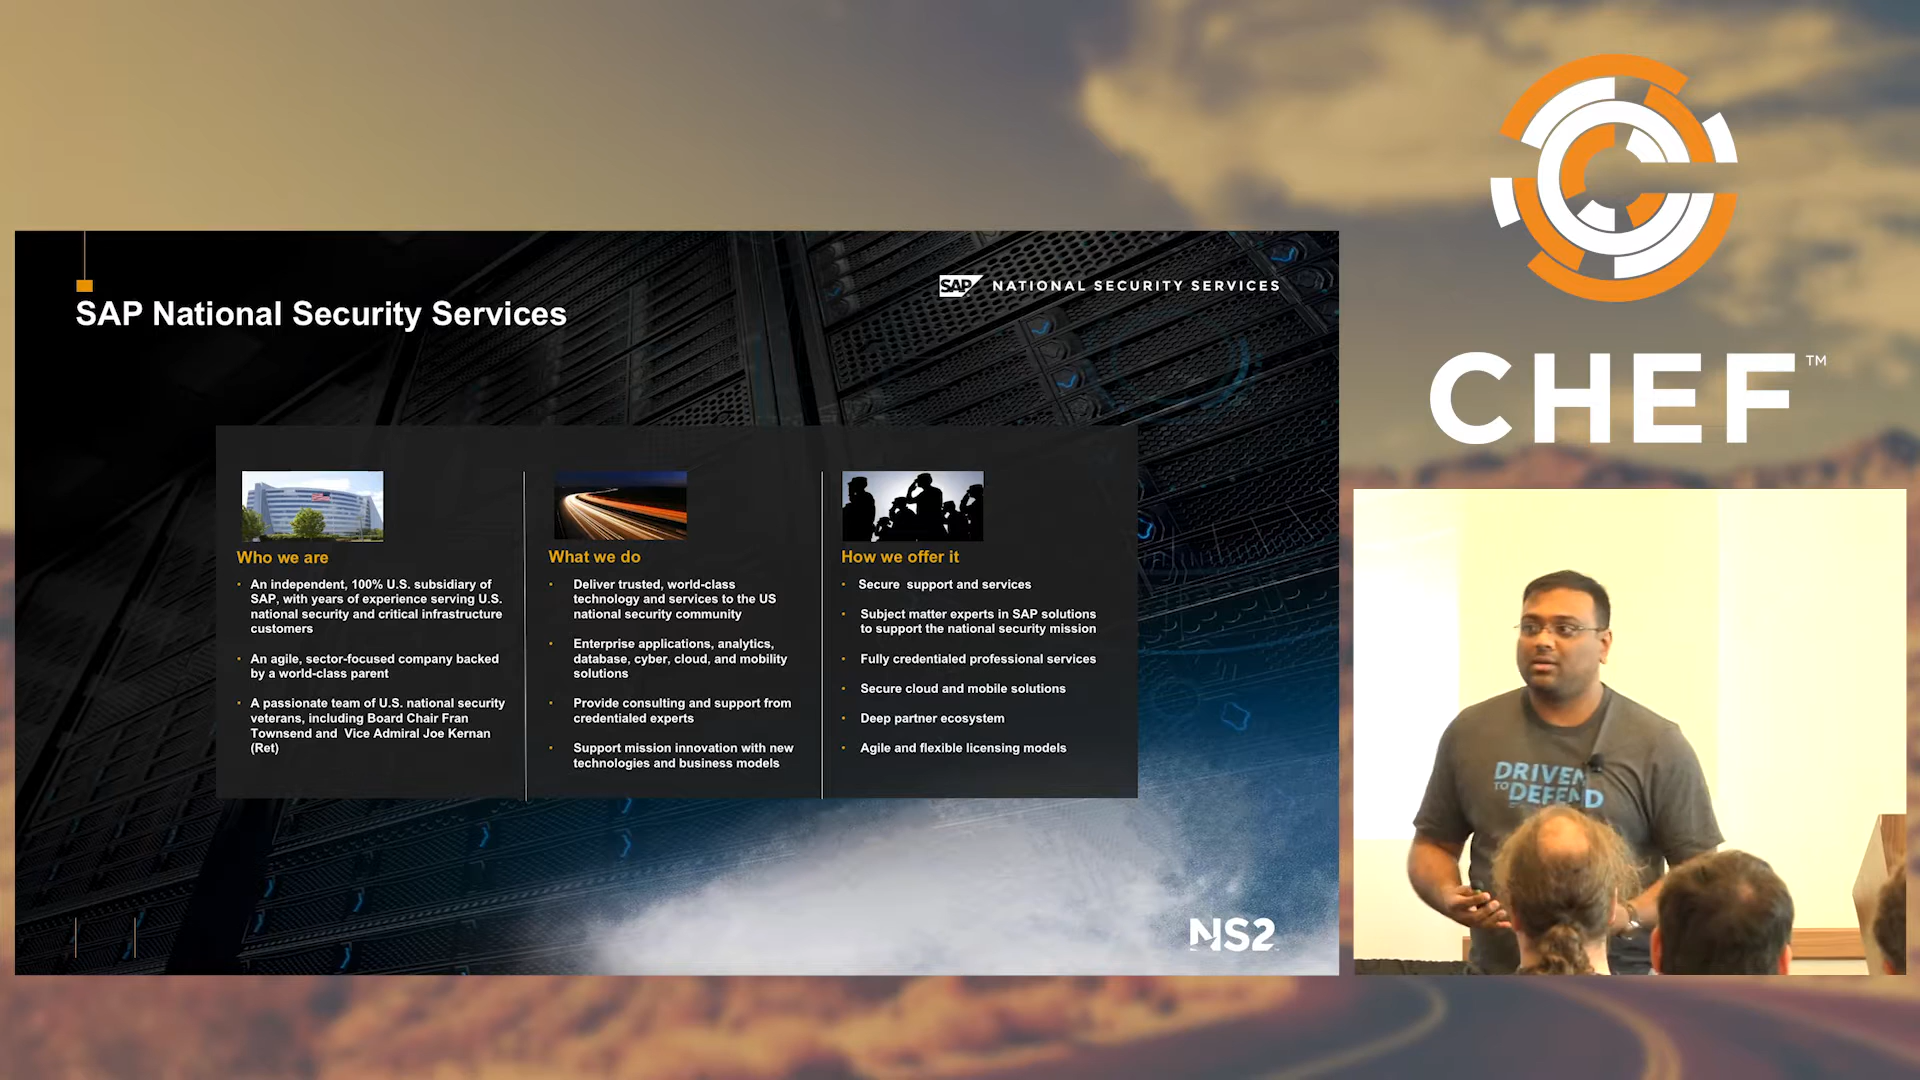 SAP National Security Services
SAP NATIONAL SECURITY SERVICES
Who we are
An independent, 100% U.S. subsidiary of
SAP, with years of experience serving U.S.
national security and critical infrastructure
customers
An agile, sector-focused company backed
by a world-class parent
A passionate team of U.S. national security
veterans, including Board Chair Fran
Townsend and Vice Admiral Joe Kernan
(Ret)
What we do
Deliver trusted, world-class
technology and services to the US
national security community
Enterprise applications, analytics,
database, cyber, cloud, and mobility
solutions
Provide consulting and support from
credentialed experts
Support mission innovation with new
technologies and business models
How we offer it
Secure support and services
Subject matter experts in SAP solutions
to support the national security mission
Fully credentialed professional services
Secure cloud and mobile solutions
Deep partner ecosystem
Agile and flexible licensing models
NS2
CHEF™
DRIVEN
TO DEFEND